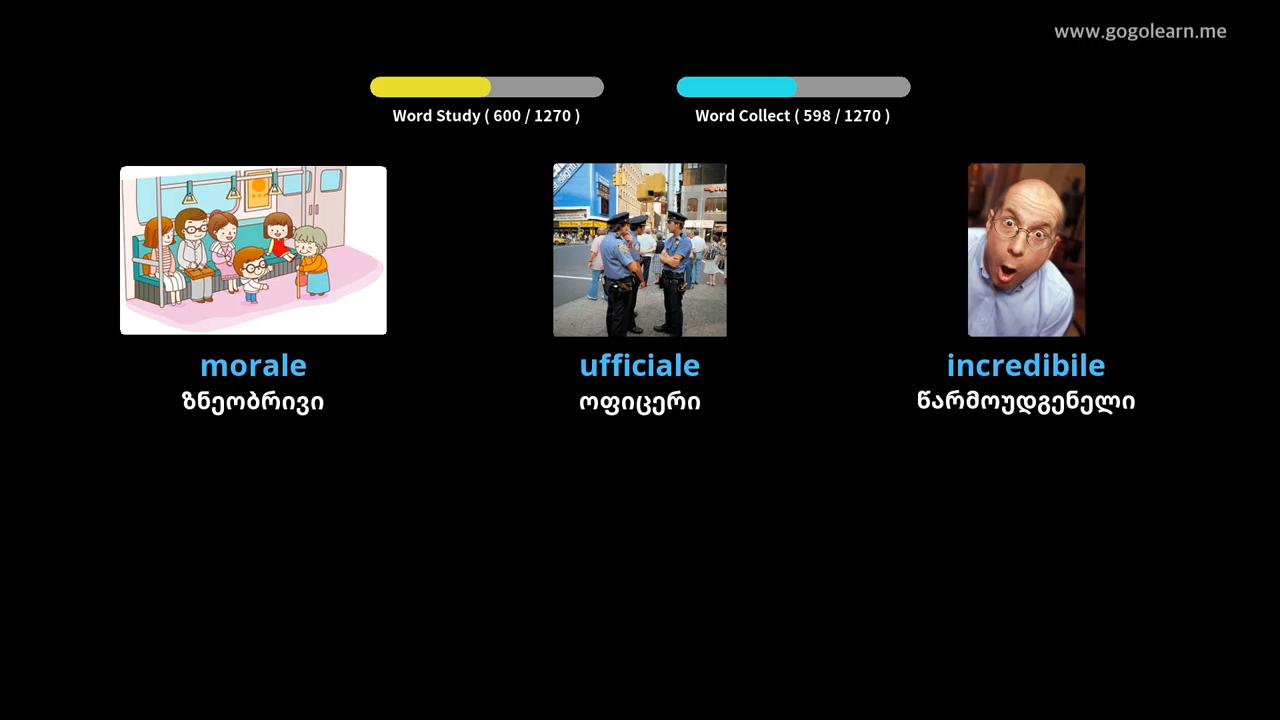 www.gogolearn.me
Word Study ( 600 / 1270 )
Word Collect ( 598 / 1270 )
morale
ზნეობრივი
ufficiale
ოფიცერი
incredibile
წარმოუდგენელი